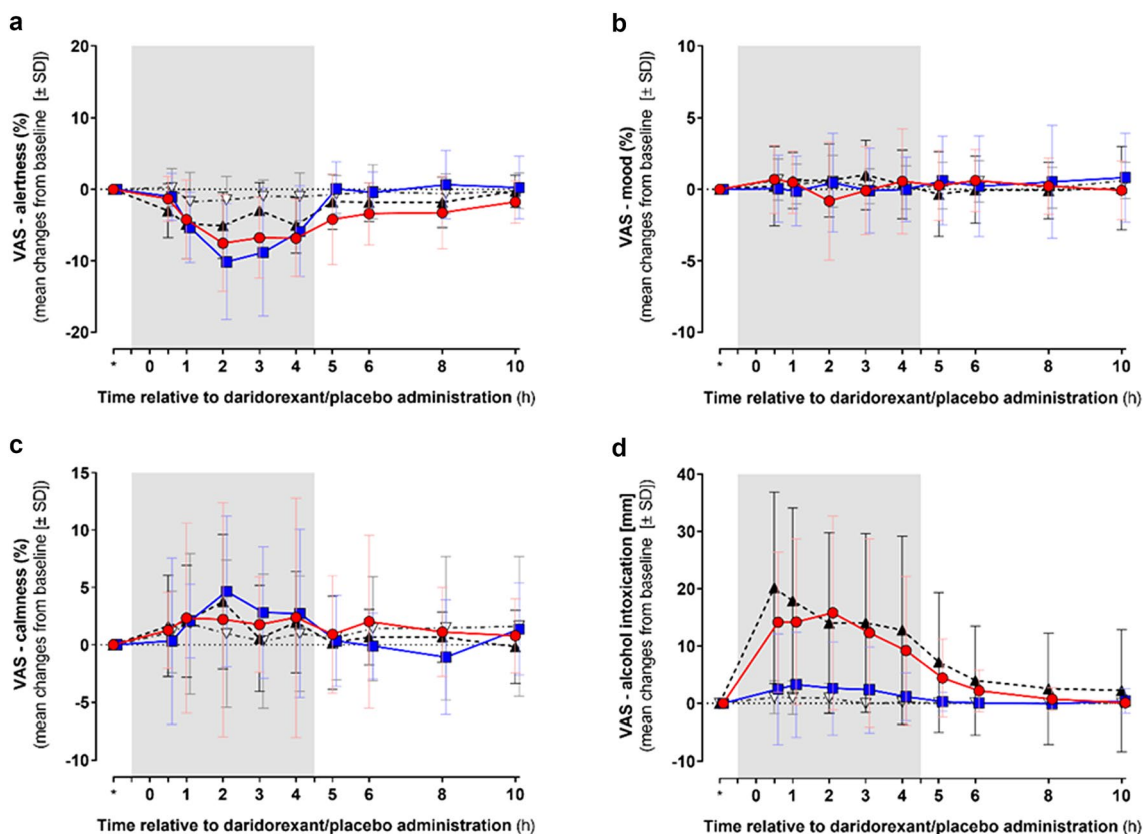 a
VAS - alertness (%)
(mean changes from baseline [± SD])
20
10
0
-10
-20
* 0 1 2 3 4 5 6 8 10
Time relative to daridorexant/placebo administration (h)
b
VAS - mood (%)
(mean changes from baseline [± SD])
10
5
0
-5
-10
* 0 1 2 3 4 5 6 8 10
Time relative to daridorexant/placebo administration (h)
c
VAS - calmness (%)
(mean changes from baseline [± SD])
15
10
5
0
-5
-10
* 0 1 2 3 4 5 6 8 10
Time relative to daridorexant/placebo administration (h)
d
VAS - alcohol intoxication [mm]
(mean changes from baseline [± SD])
40
30
20
10
0
-10
* 0 1 2 3 4 5 6 8 10
Time relative to daridorexant/placebo administration (h)